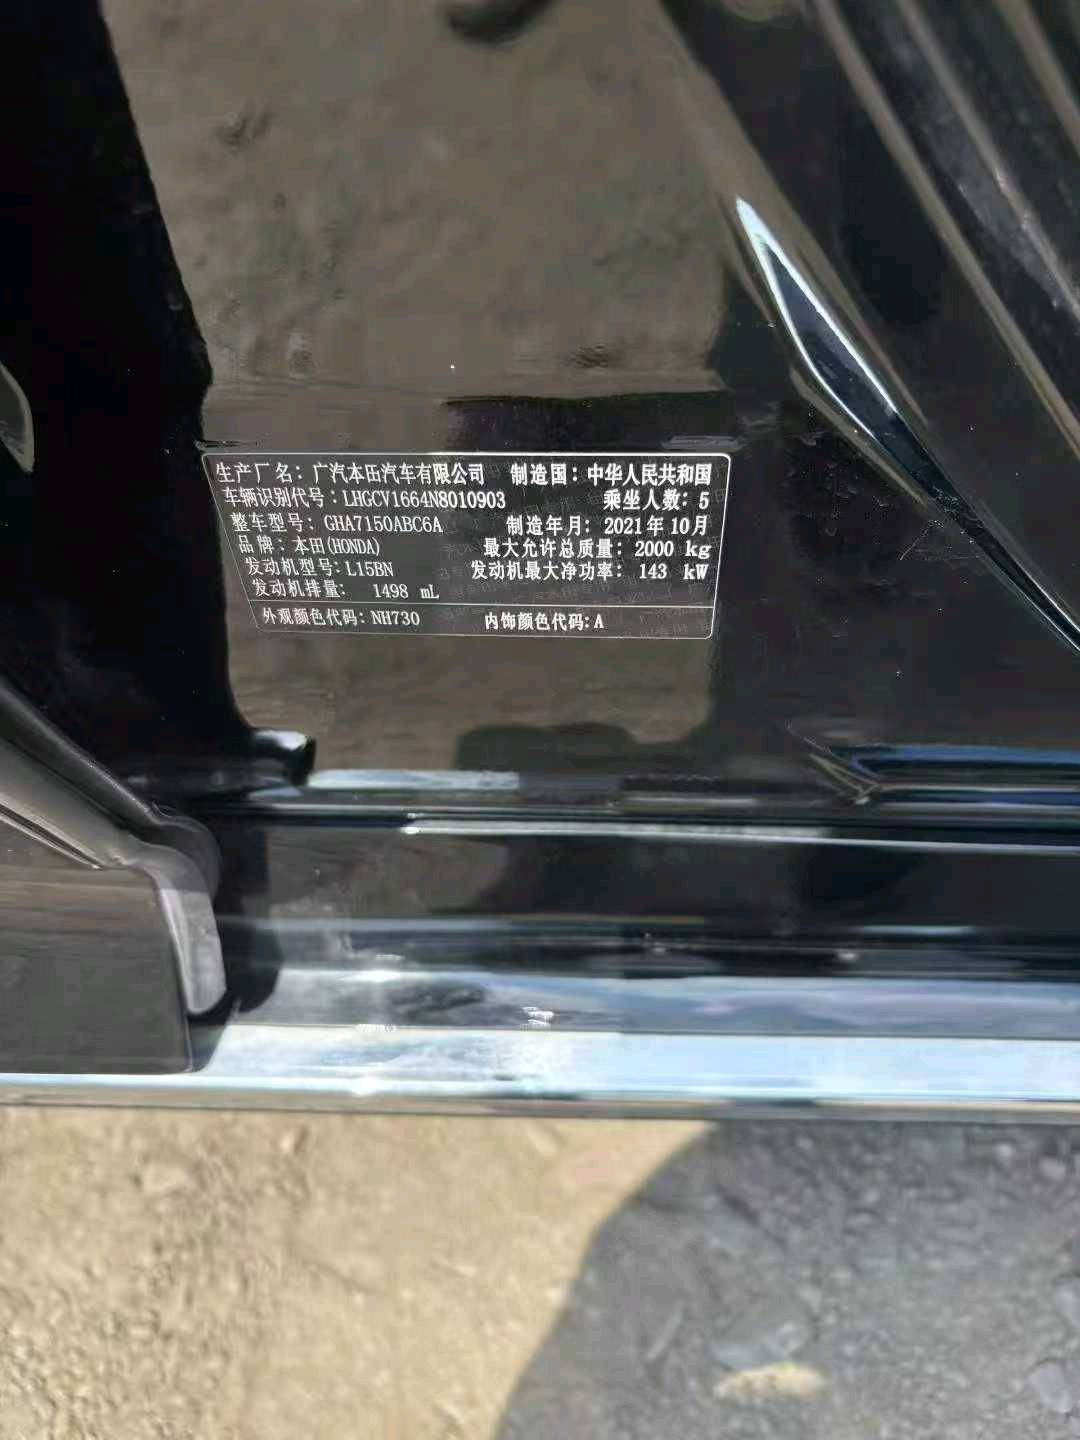 生产厂名：广汽本田汽车有限公司 制造国：中华人民共和国
车辆识别代号：LHGCV1664N8010903 乘坐人数：5
整车型号：GHA7150ABC6A 制造年月：2021年10月
品牌：本田(HONDA) 最大允许总质量：2000 kg
发动机型号：L15BN 发动机最大净功率：143 kW
发动机排量：1498 mL
外观颜色代码：NH730 内饰颜色代码：A